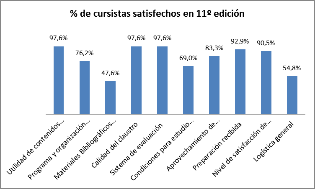 % de cursistas satisfechos en 11º edición
97,6%
76,2%
47,6%
97,6%
97,6%
69,0%
83,3%
92,9%
90,5%
54,8%
Utilidad de contenidos...
Programa y organización...
Materiales Bibliográficos...
Calidad del claustro
Sistema de evaluación
Condiciones para estudio...
Aprovechamiento de...
Preparación recibida
Nivel de satisfacción de...
Logística general